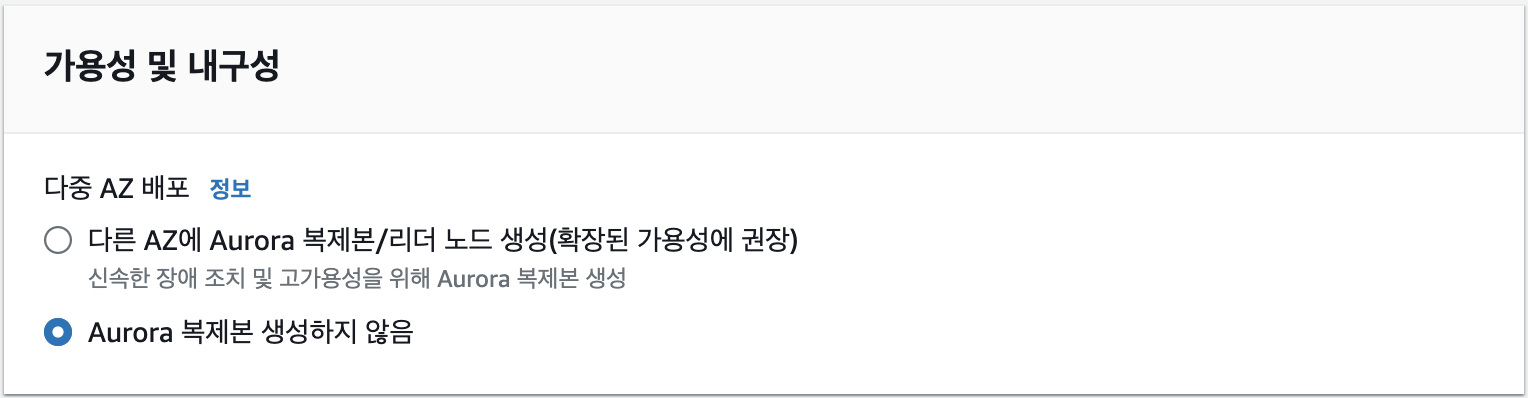 가용성 및 내구성
다중 AZ 배포 정보
다른 AZ에 Aurora 복제본/리더 노드 생성(확장된 가용성에 권장)
신속한 장애 조치 및 고가용성을 위해 Aurora 복제본 생성
Aurora 복제본 생성하지 않음